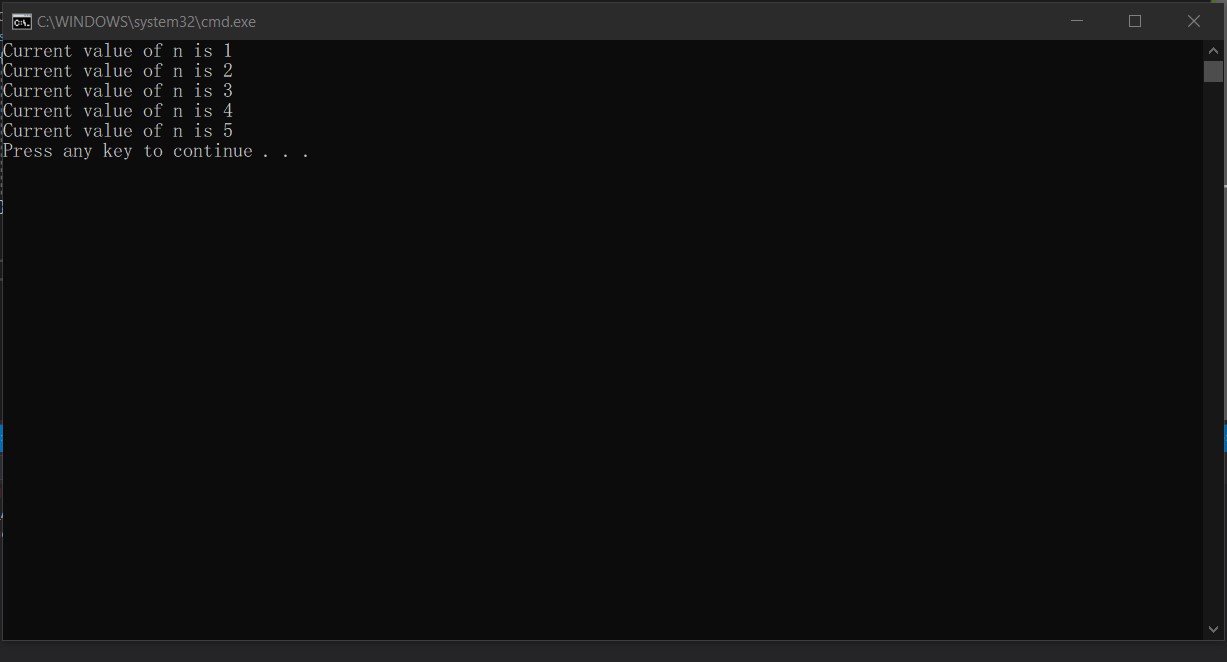 C:\WINDOWS\system32\cmd.exe
Current value of n is 1
Current value of n is 2
Current value of n is 3
Current value of n is 4
Current value of n is 5
Press any key to continue . . .